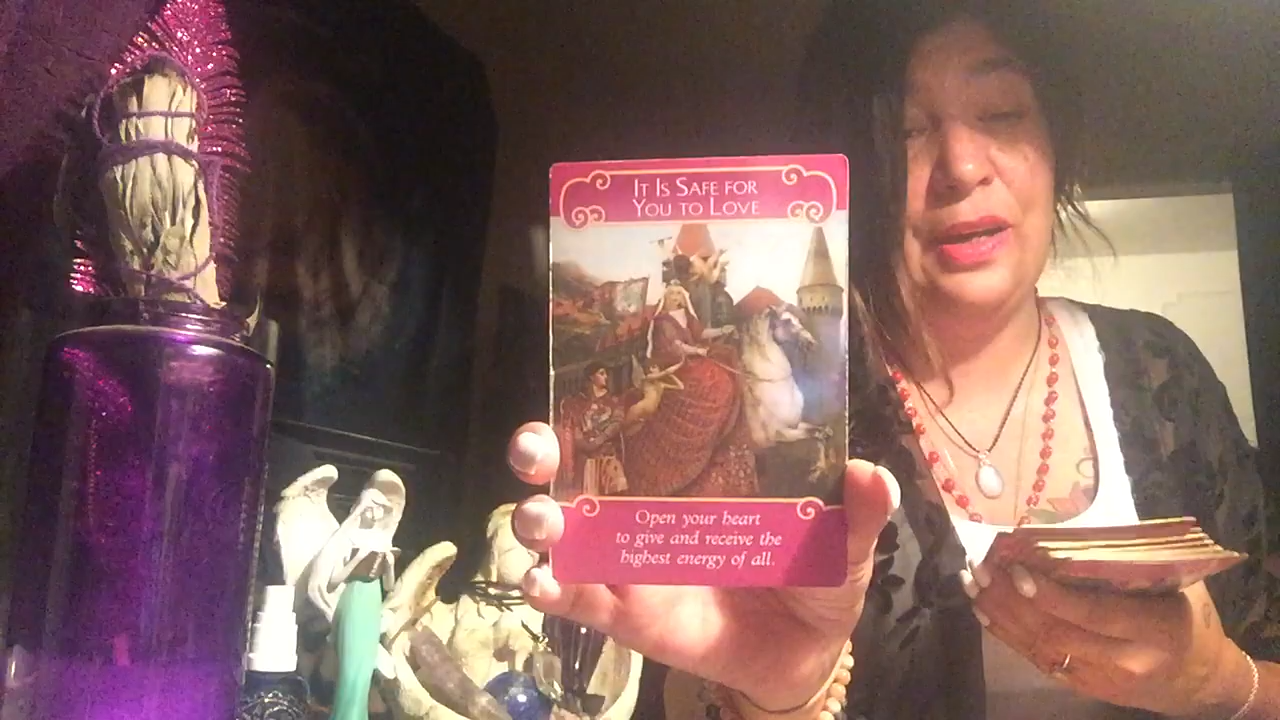 It Is Safe for
You to Love
Open your heart
to give and receive the
highest energy of all.